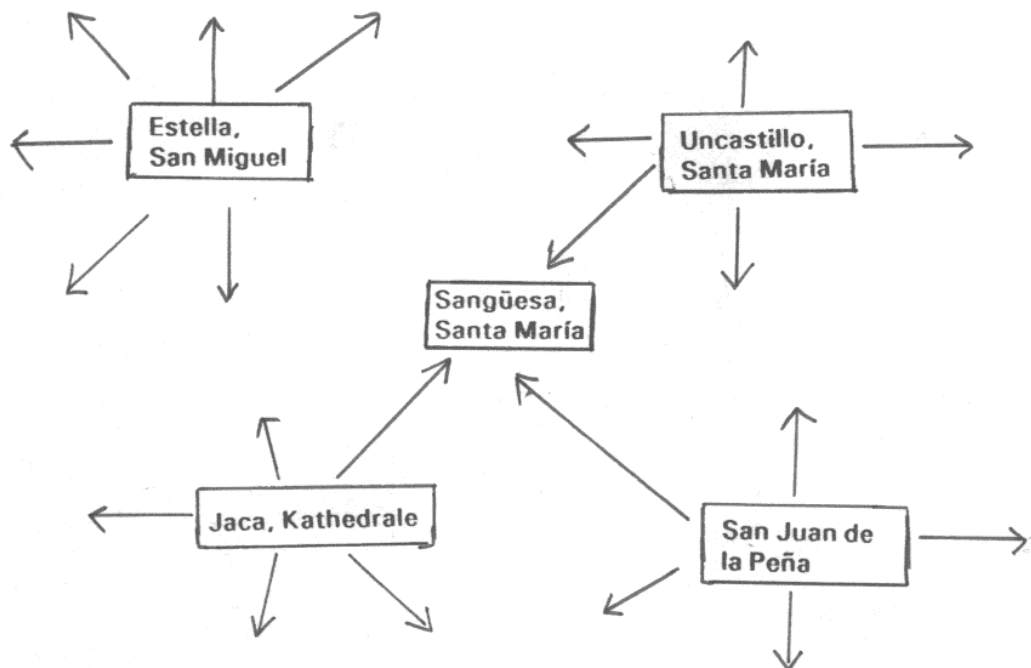 Estella,
San Miguel
Uncastillo,
Santa María
Sangüesa,
Santa María
Jaca, Kathedrale
San Juan de
la Peña